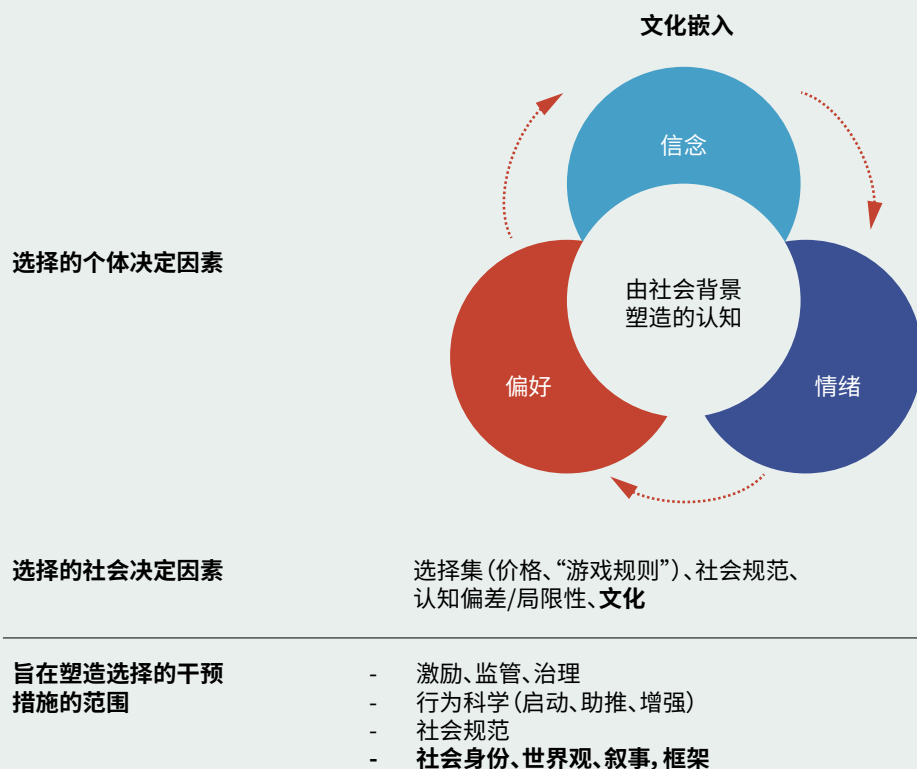 文化嵌入
信念
选择的个体决定因素
由社会背景
塑造的认知
偏好
情绪
选择的社会决定因素
选择集(价格、“游戏规则”)、社会规范、
认知偏差/局限性、文化
旨在塑造选择的干预
措施的范围
- 激励、监管、治理
- 行为科学(启动、助推、增强)
- 社会规范
- 社会身份、世界观、叙事,框架